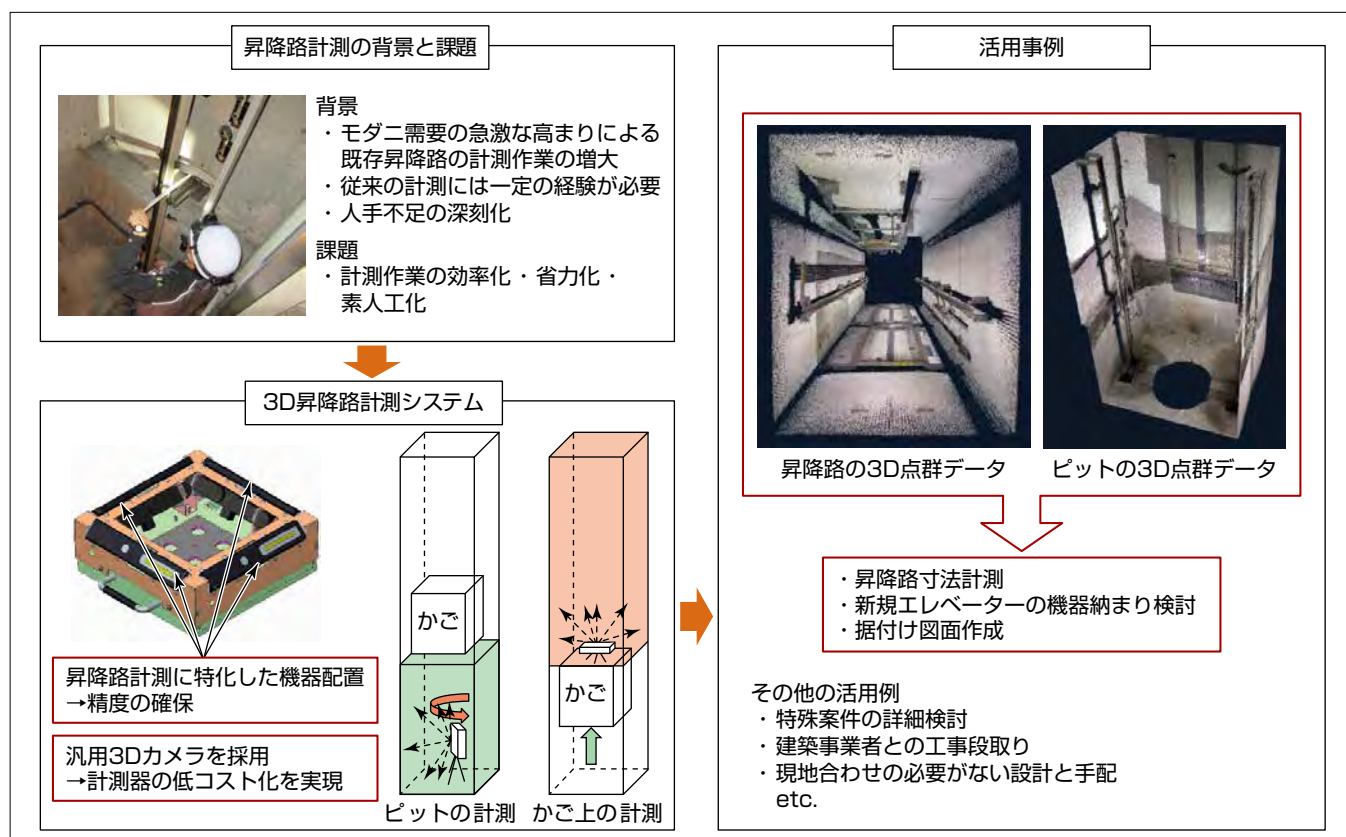 昇降路計測の背景と課題
背景
・モダニ需要の急激な高まりによる
既存昇降路の計測作業の増大
・従来の計測には一定の経験が必要
・人手不足の深刻化
課題
・計測作業の効率化・省力化・
素人工化
3D昇降路計測システム
昇降路計測に特化した機器配置
→精度の確保
汎用3Dカメラを採用
→計測器の低コスト化を実現
かご
ピットの計測
かご
かご上の計測
活用事例
昇降路の3D点群データ
ピットの3D点群データ
・昇降路寸法計測
・新規エレベーターの機器納まり検討
・据付け図面作成
その他の活用例
・特殊案件の詳細検討
・建築事業者との工事段取り
・現地合わせの必要がない設計と手配
etc.